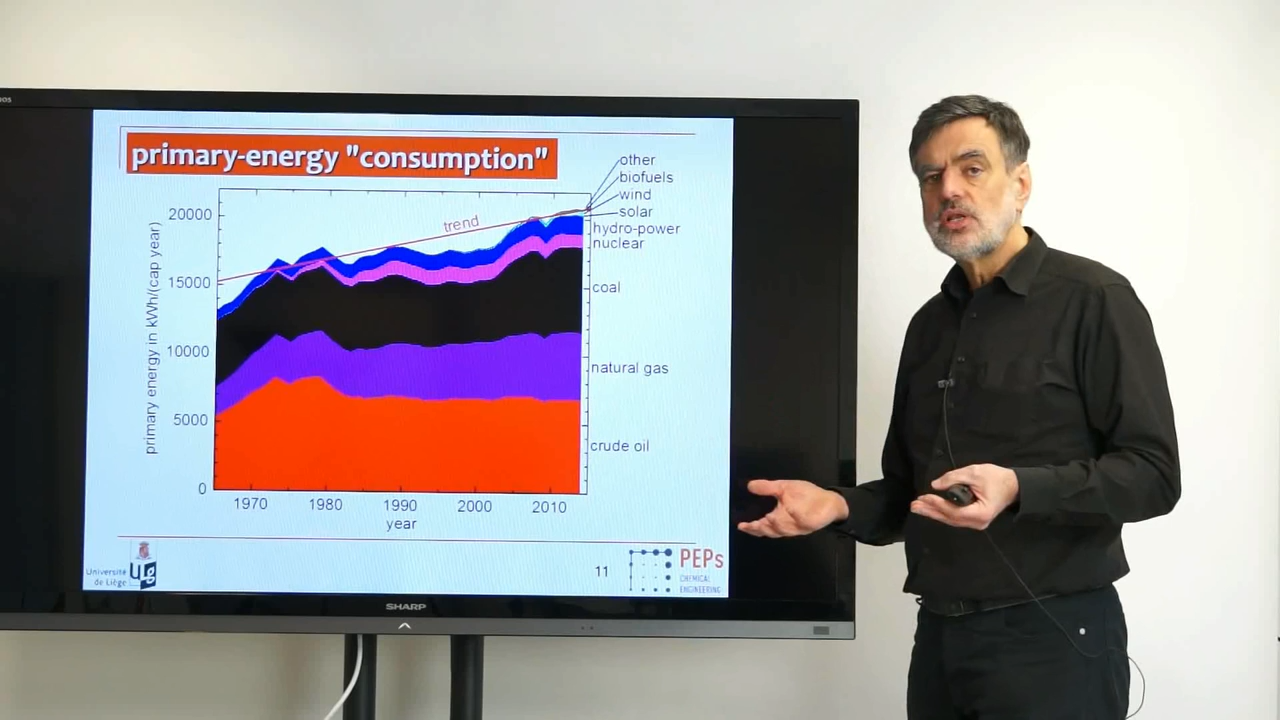 primary-energy "consumption"
other
biofuels
wind
solar
hydro-power
nuclear
coal
natural gas
crude oil
trend
primary energy in kWh/(cap year)
20000
15000
10000
5000
0
1970 1980 1990 2000 2010
year
Université
de Liège
11
PEPs
CHEMICAL
ENGINEERING
SHARP